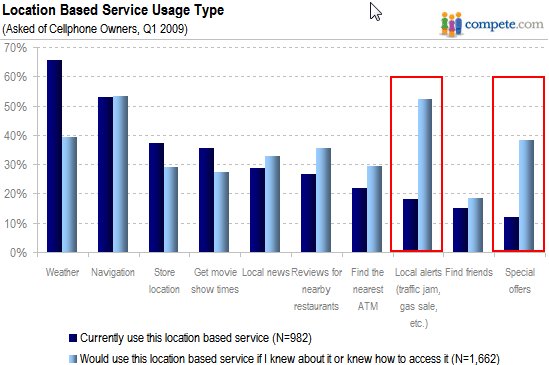 Location Based Service Usage Type
(Asked of Cellphone Owners, Q1 2009)
compete.com
70%
60%
50%
40%
30%
20%
10%
0%
Weather
Navigation
Store
location
Get movie
show times
Local news
Reviews for
nearby
restaurants
Find the
nearest
ATM
Local alerts
(traffic jam,
gas sale,
etc.)
Find friends
Special
offers
Currently use this location based service (N=982)
Would use this location based service if I knew about it or knew how to access it (N=1,662)